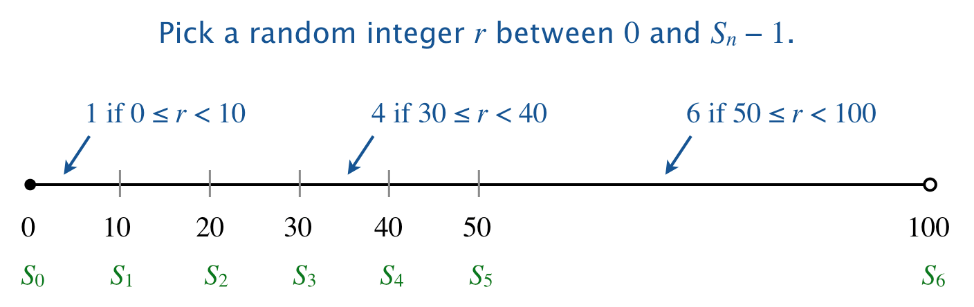 Pick a random integer r between 0 and Sₙ – 1.
1 if 0 ≤ r < 10 4 if 30 ≤ r < 40 6 if 50 ≤ r < 100
0 10 20 30 40 50 100
S₀ S₁ S₂ S₃ S₄ S₅ S₆